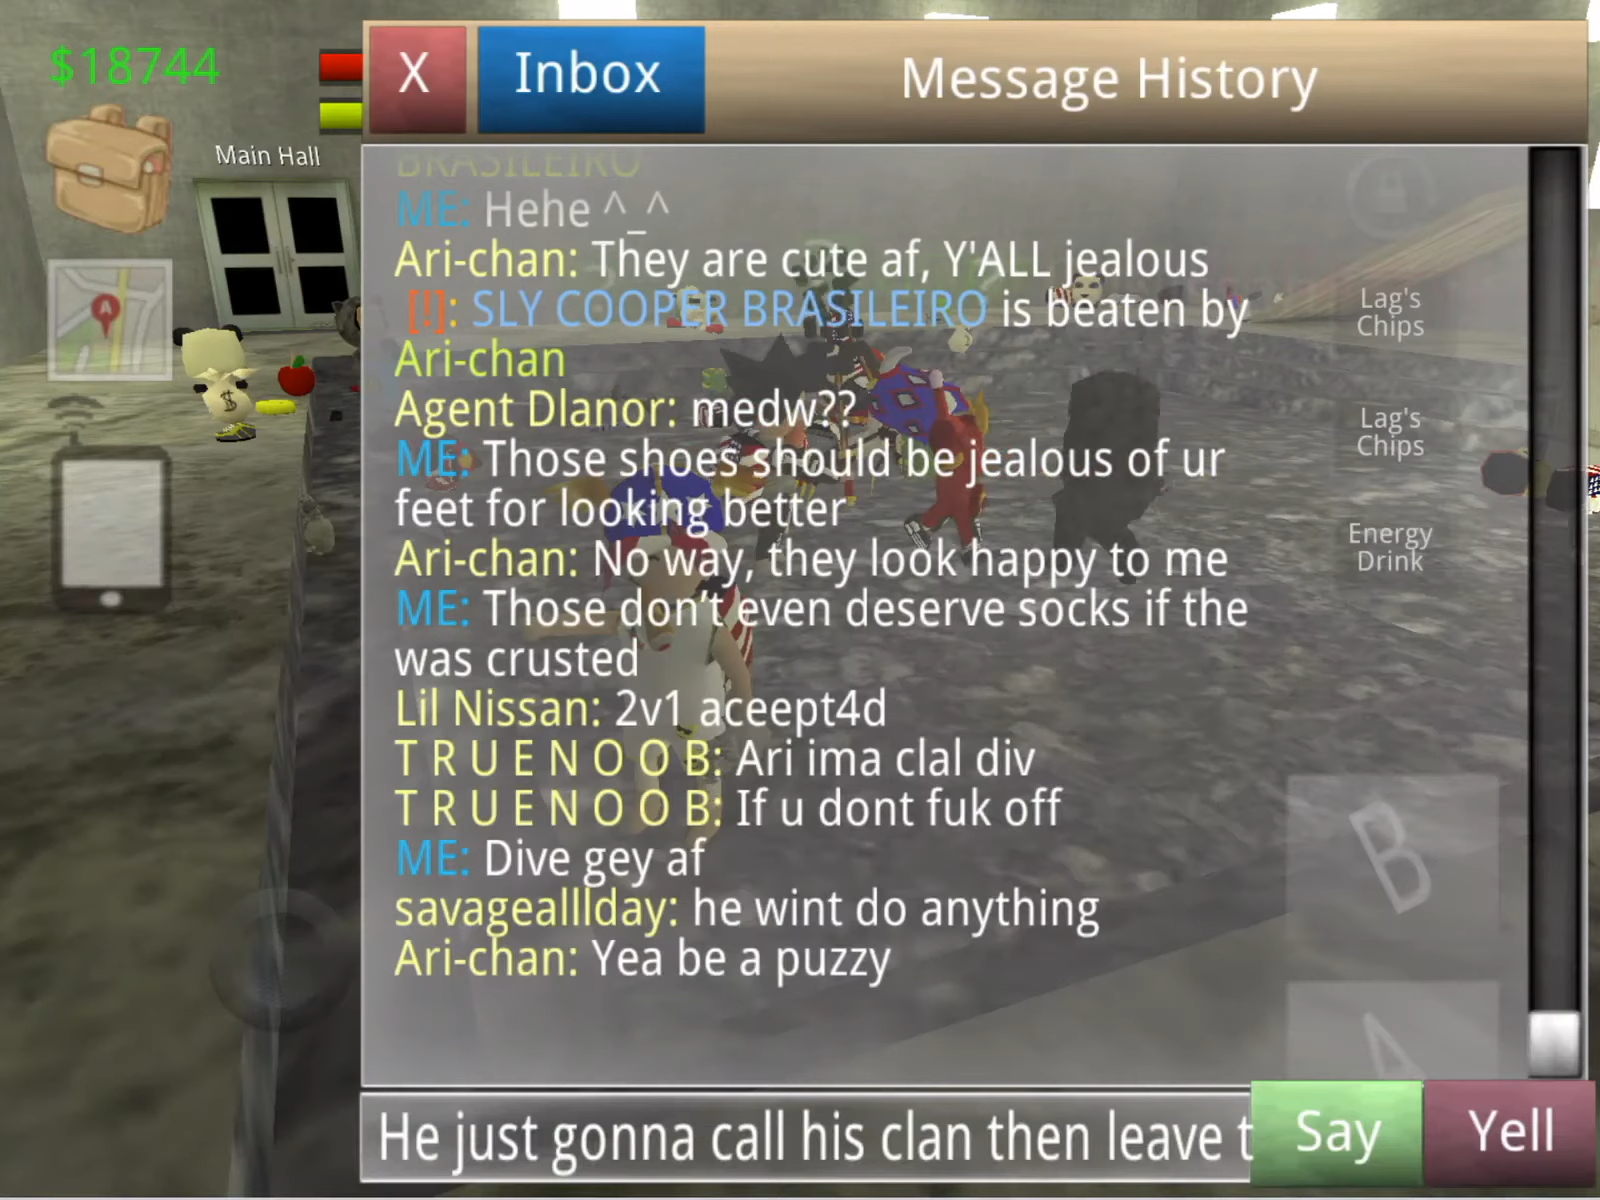 $18744
X
Inbox
Message History
Main Hall
BRASILEIRO
ME: Hehe ^_^
Ari-chan: They are cute af, Y'ALL jealous
[!]: SLY COOPER BRASILEIRO is beaten by
Ari-chan
Agent Dlanor: medw??
ME: Those shoes should be jealous of ur
feet for looking better
Ari-chan: No way, they look happy to me
ME: Those don’t even deserve socks if the
was crusted
Lil Nissan: 2v1 aceept4d
T R U E N O O B: Ari ima clal div
T R U E N O O B: If u dont fuk off
ME: Dive gey af
savagealllday: he wint do anything
Ari-chan: Yea be a puzzy
Lag's
Chips
Lag's
Chips
Energy
Drink
A
$
B
A
He just gonna call his clan then leave t
Say
Yell